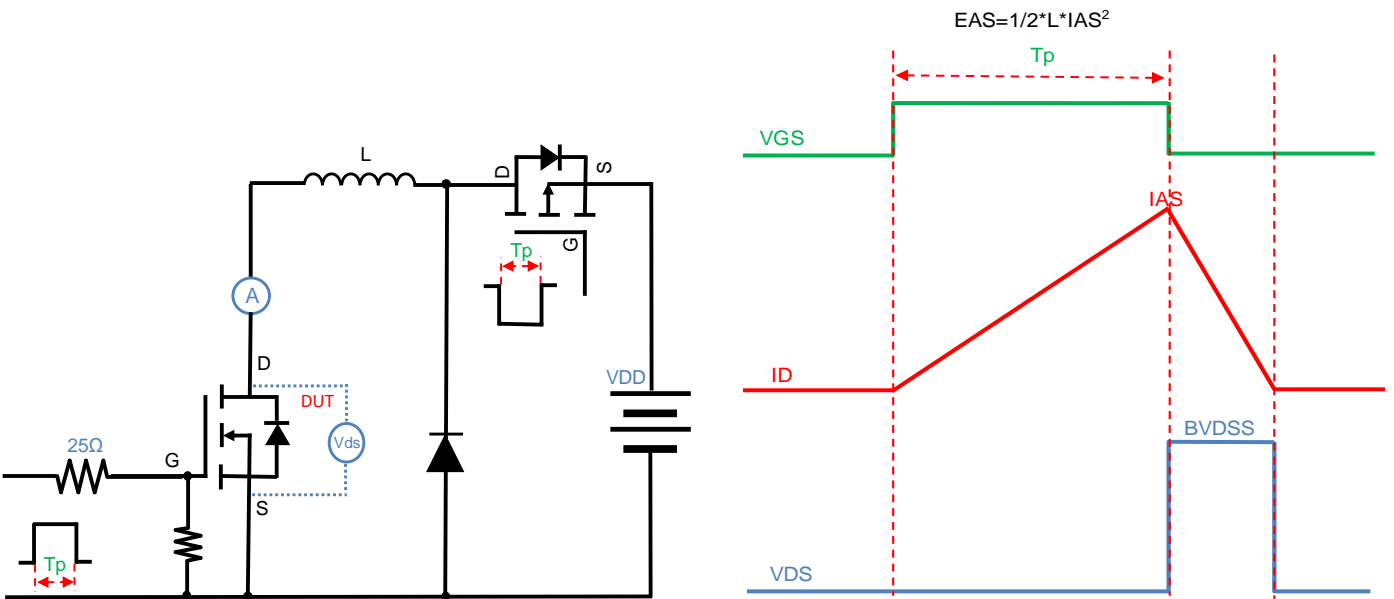 EAS=1/2*L*IAS²
Tp
VGS
L
D
S
G
Tp
IAS
A
D
VDD
ID
DUT
25Ω
G
Vds
BVDSS
S
Tp
VDS